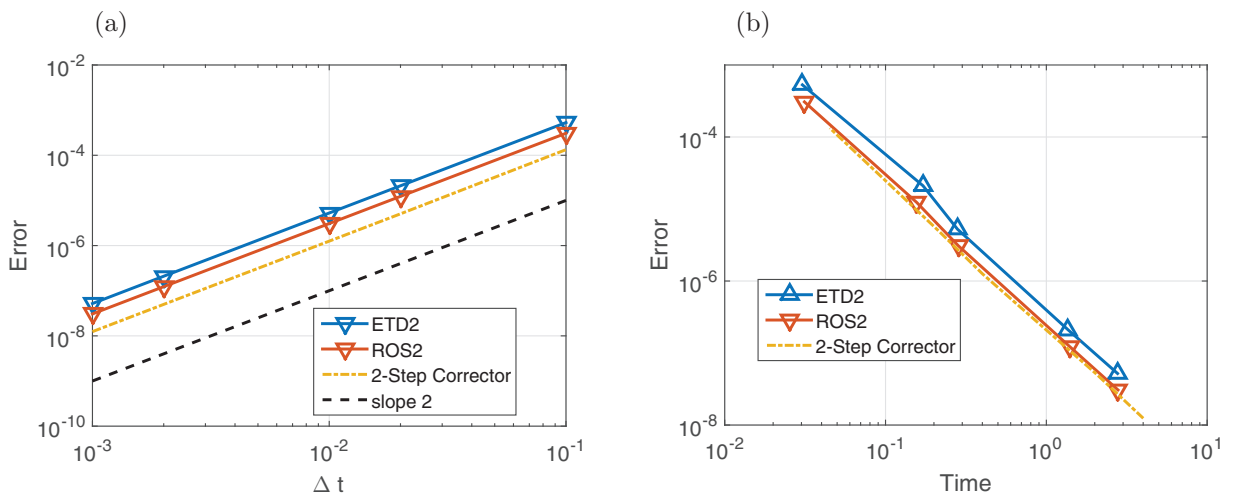 (a)
10^-2
10^-4
10^-6
10^-8
10^-10
Error
ETD2
ROS2
2-Step Corrector
slope 2
10^-3
10^-2
10^-1
Δ t
(b)
10^-4
10^-6
10^-8
Error
ETD2
ROS2
2-Step Corrector
10^-2
10^-1
10^0
10^1
Time